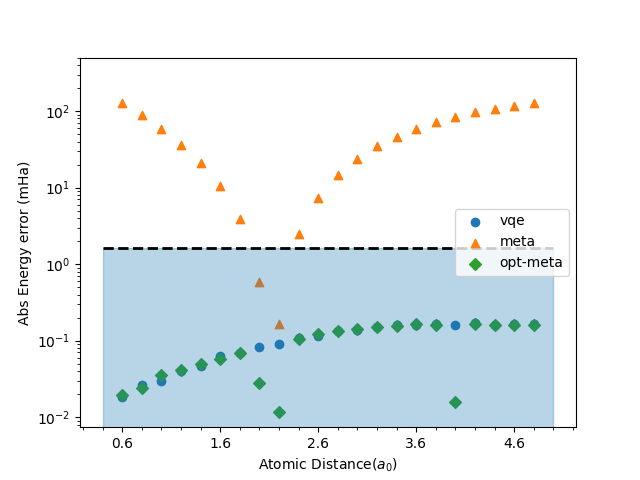 Abs Energy error (mHa)
10²
10¹
10⁰
10⁻¹
10⁻²
vqe
meta
opt-meta
0.6 1.6 2.6 3.6 4.6
Atomic Distance(a₀)